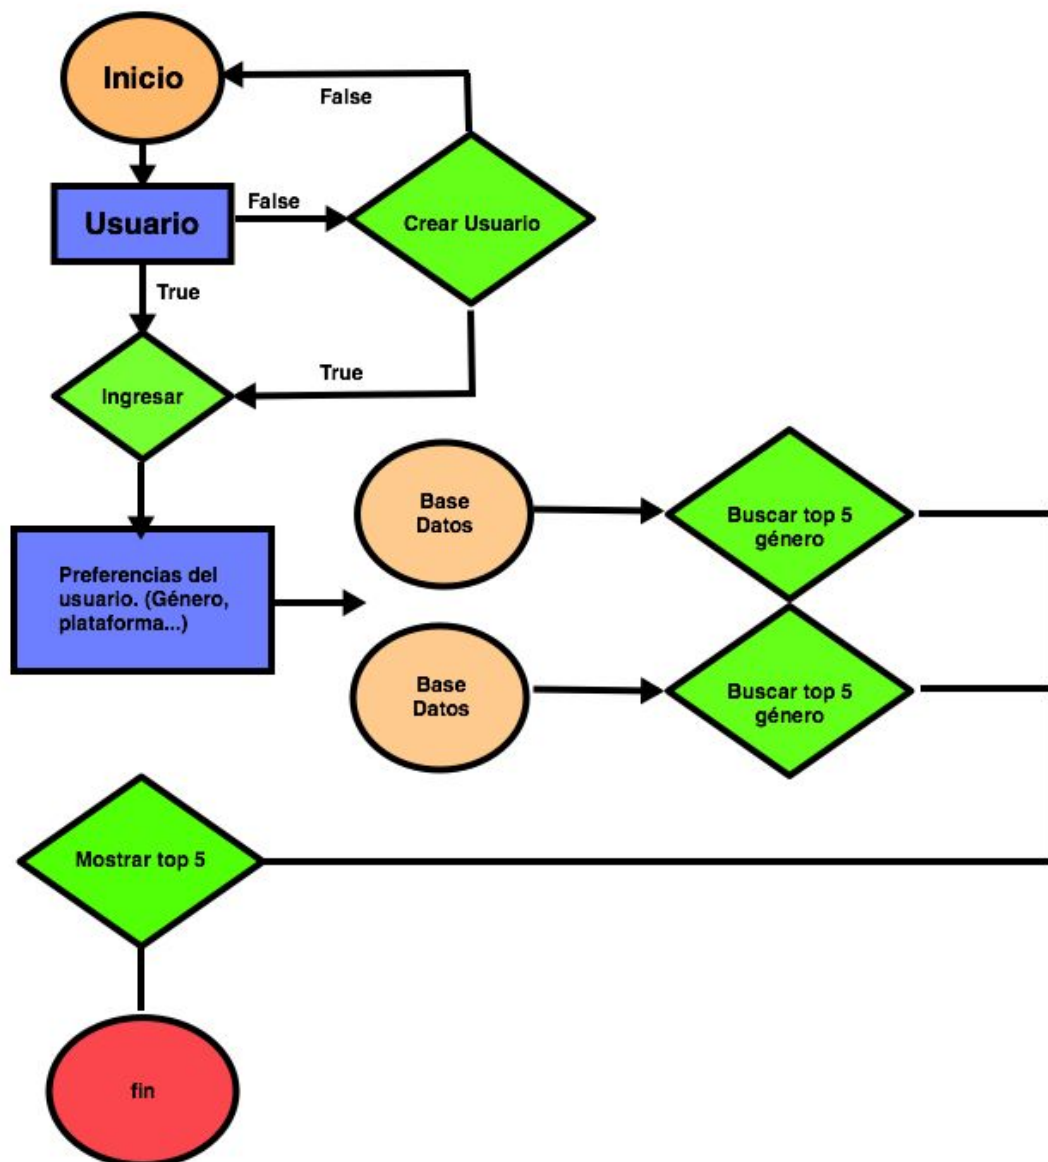 Inicio
False
Usuario
False
Crear Usuario
True
True
Ingresar
Base
Datos
Buscar top 5
género
Preferencias del
usuario. (Género,
plataforma...)
Base
Datos
Buscar top 5
género
Mostrar top 5
fin